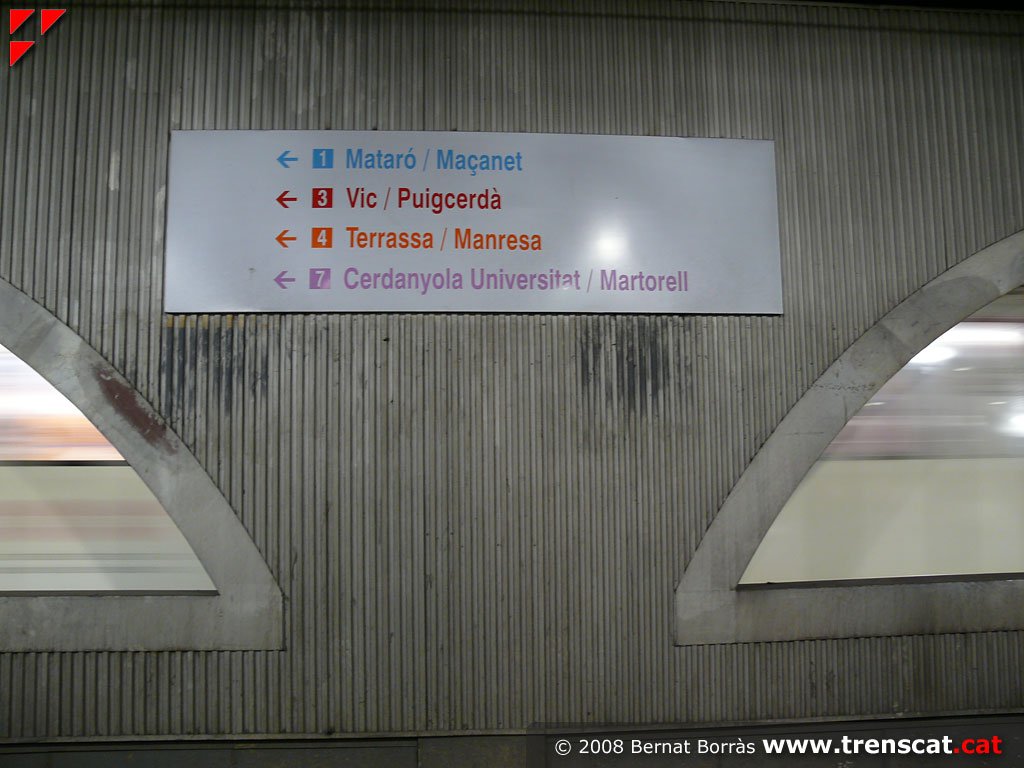 ← 1 Mataró / Maçanet
← 3 Vic / Puigcerdà
← 4 Terrassa / Manresa
← 7 Cerdanyola Universitat / Martorell
© 2008 Bernat Borràs www.trenscat.cat